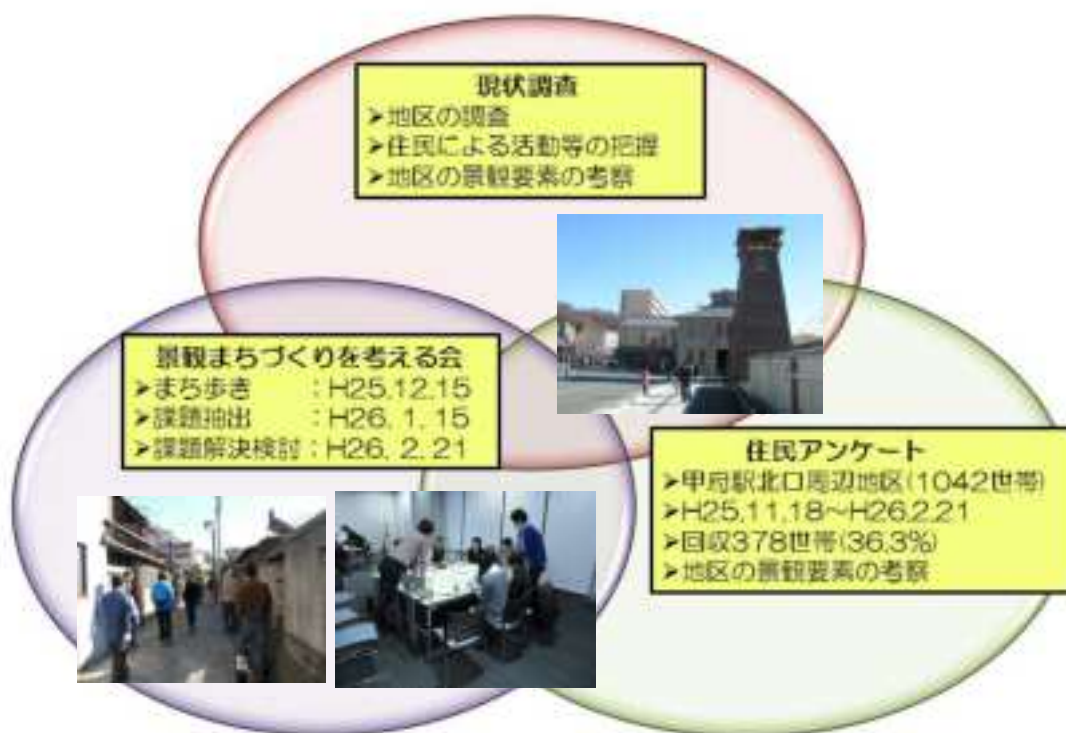 現状調査
➤地区の調査
➤住民による活動等の把握
➤地区の景観要素の考察
景観まちづくりを考える会
➤まち歩き　　：H25.12.15
➤課題抽出　　：H26. 1. 15
➤課題解決検討：H26. 2. 21
住民アンケート
➤甲府駅北口周辺地区(1042世帯)
➤H25.11.18～H26.2.21
➤回収378世帯(36.3%)
➤地区の景観要素の考察